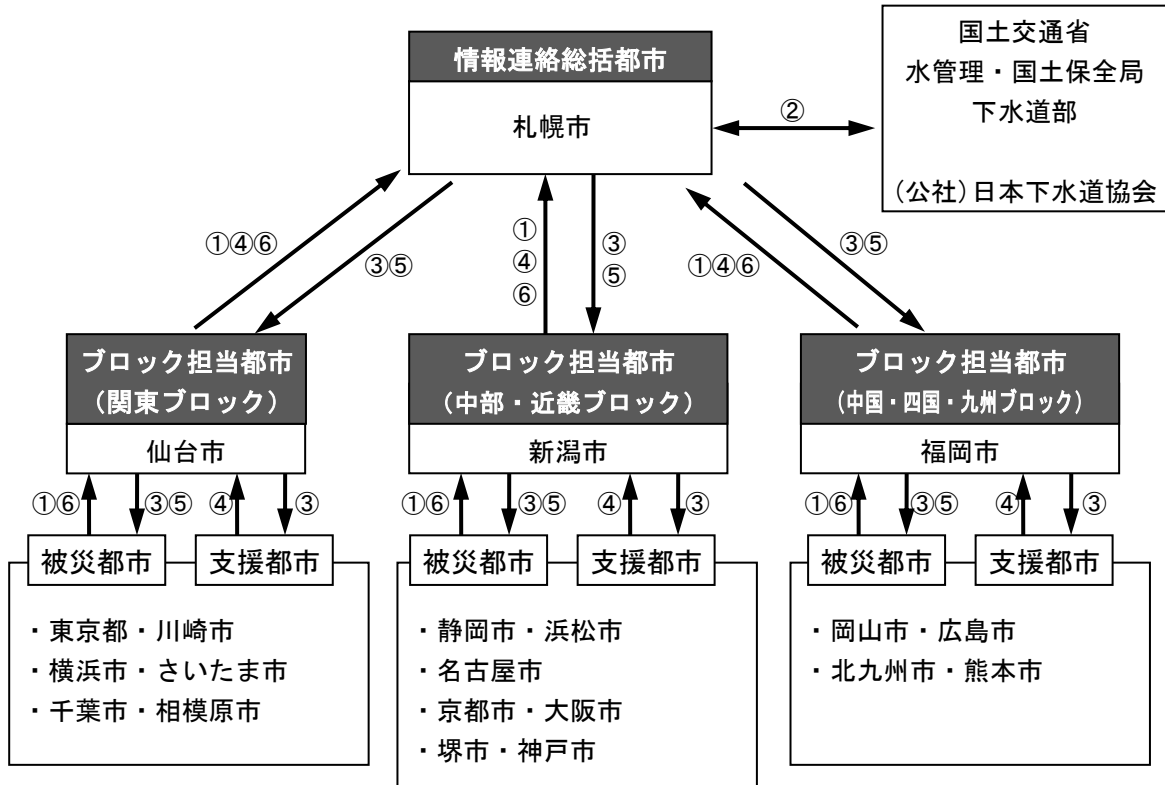 情報連絡総括都市
札幌市
国土交通省
水管理・国土保全局
下水道部
(公社)日本下水道協会
②
①④⑥
③⑤
①
④
⑥
③
⑤
①④⑥
③⑤
ブロック担当都市
（関東ブロック）
仙台市
ブロック担当都市
（中部・近畿ブロック）
新潟市
ブロック担当都市
（中国・四国・九州ブロック）
福岡市
①⑥
③⑤
④
③
①⑥
③⑤
④
③
①⑥
③⑤
④
③
被災都市
支援都市
・東京都・川崎市
・横浜市・さいたま市
・千葉市・相模原市
被災都市
支援都市
・静岡市・浜松市
・名古屋市
・京都市・大阪市
・堺市・神戸市
被災都市
支援都市
・岡山市・広島市
・北九州市・熊本市